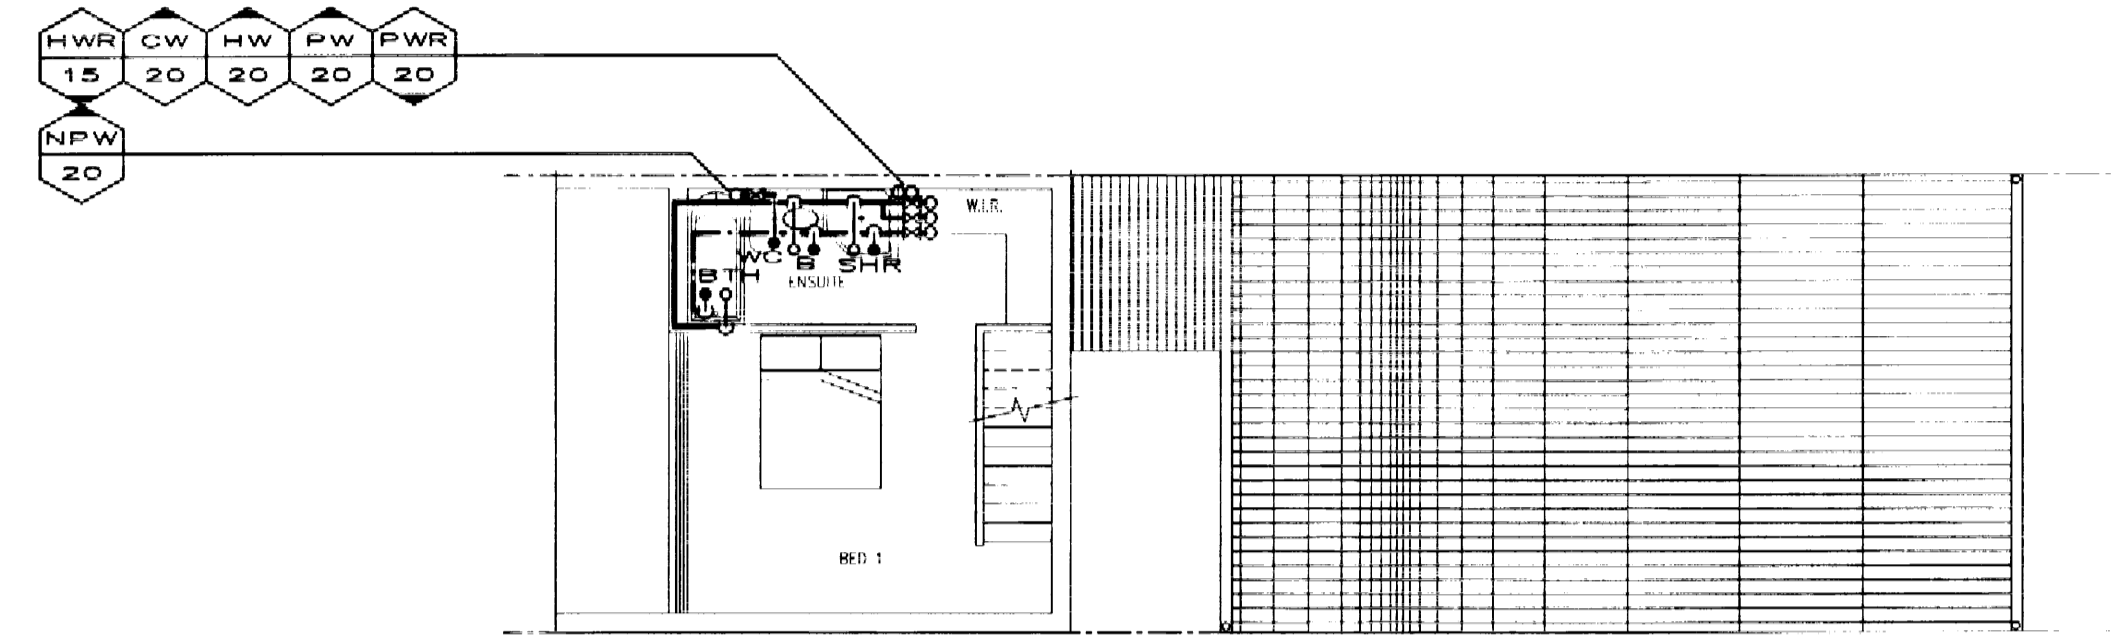 HWR CW HW PW PWR
15 20 20 20 20
NPW
20
W.I.R.
WC B SHR
BTH
ENSUITE
BED 1